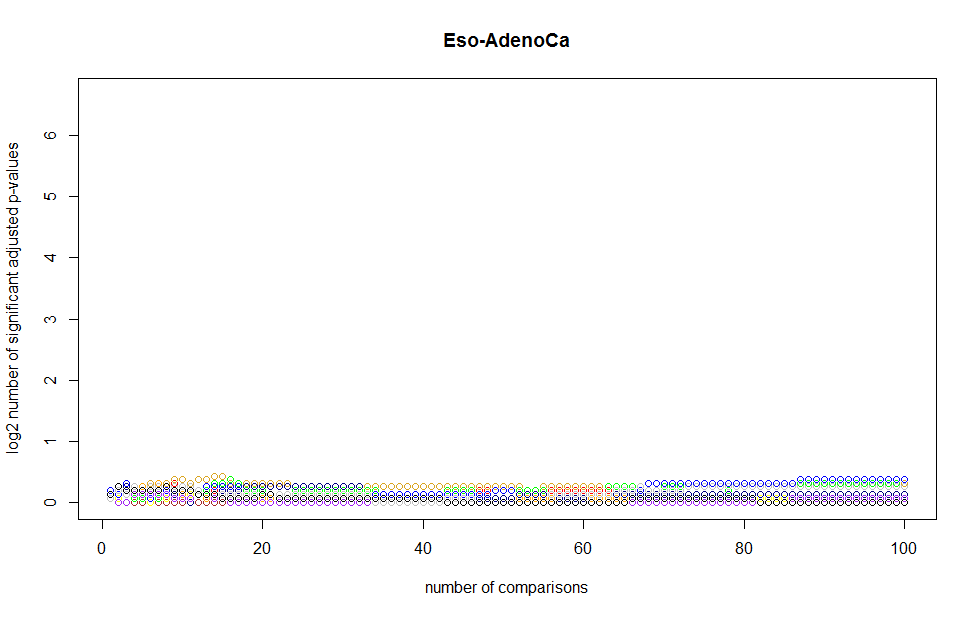 Eso-AdenoCa
log2 number of significant adjusted p-values
6
5
4
3
2
1
0
0 20 40 60 80 100
number of comparisons